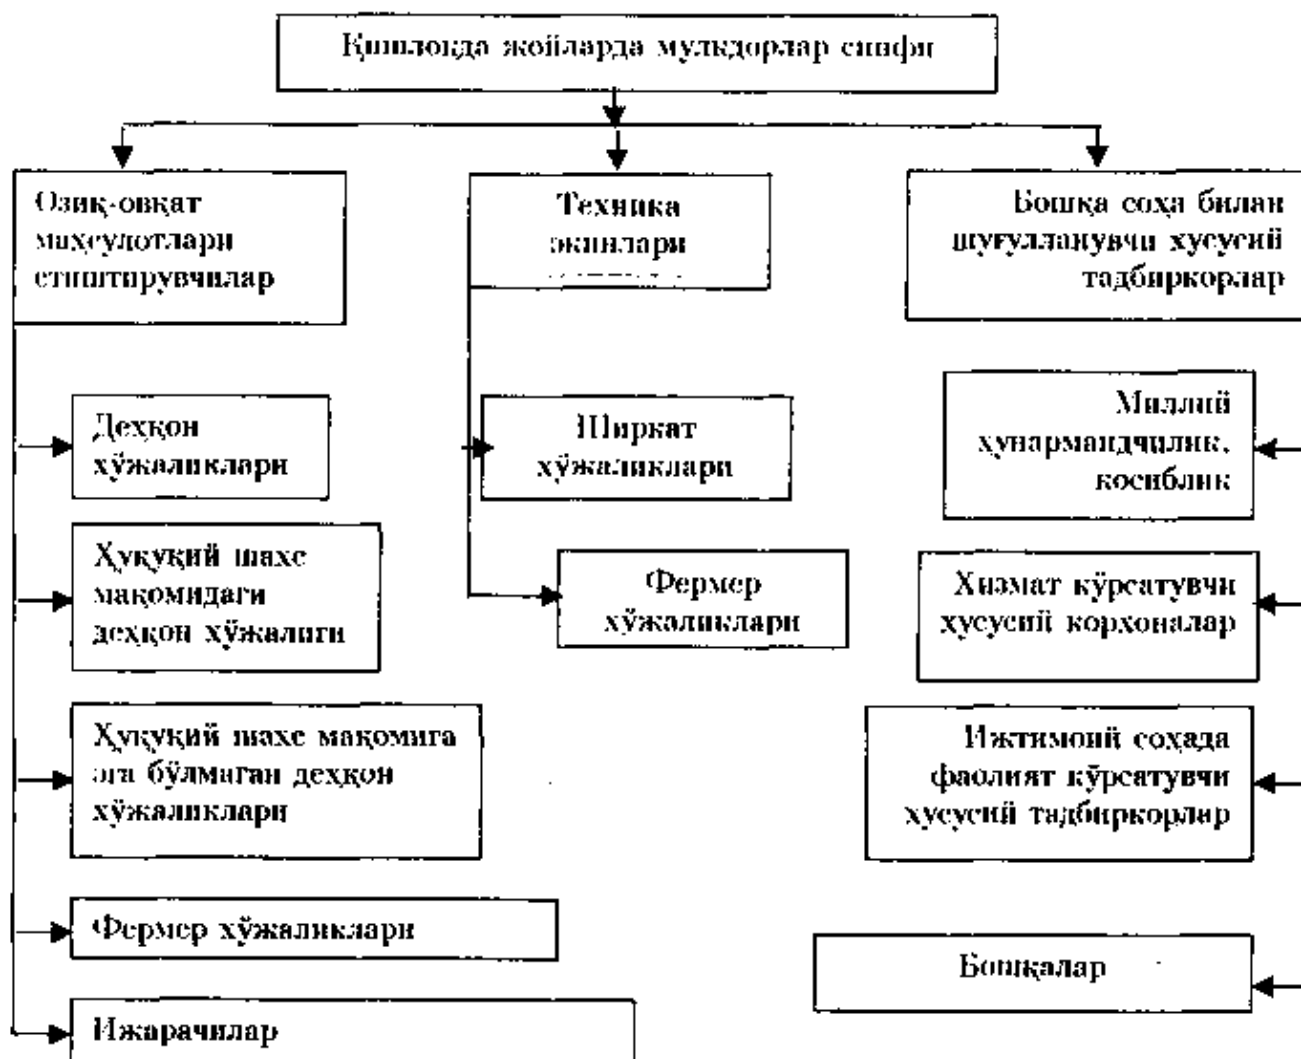 Қишлоқда жойларда мулкдорлар синфи
Озиқ-овқат
маҳсулотлари
етиштирувчилар
Техника
экинлари
Бошқа соҳа билан
шуғулланувчи хусусий
тадбиркорлар
Деҳқон
хўжаликлари
Ҳуқуқий шахс
мақомидаги
деҳқон хўжалиги
Ҳуқуқий шахс мақомига
эга бўлмаган деҳқон
хўжаликлари
Фермер хўжаликлари
Ижарачилар
Ширкат
хўжаликлари
Фермер
хўжаликлари
Миллий
ҳунармандчилик,
косиблик
Хизмат кўрсатувчи
хусусий корхоналар
Ижтимоий соҳада
фаолият кўрсатувчи
хусусий тадбиркорлар
Бошқалар